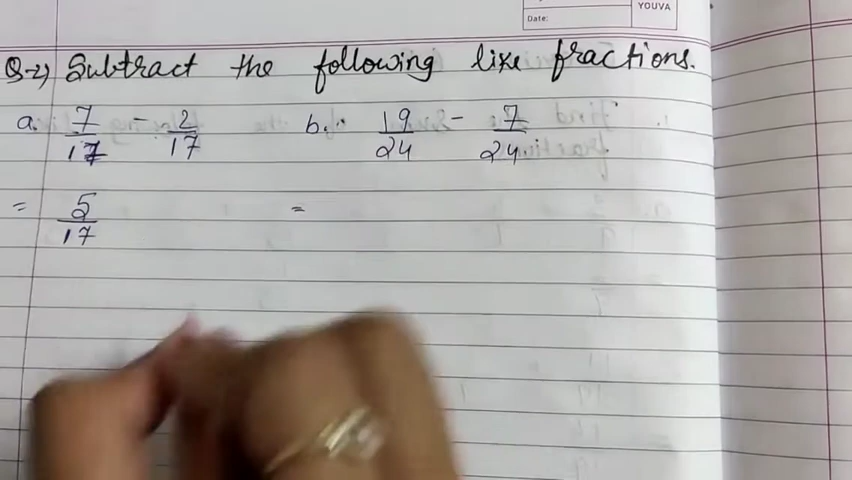 YOUVA
Date:
Q-2) Subtract the following like fractions.
a. 7/17 - 2/17 b. 19/24 - 7/24
= 5/17 =